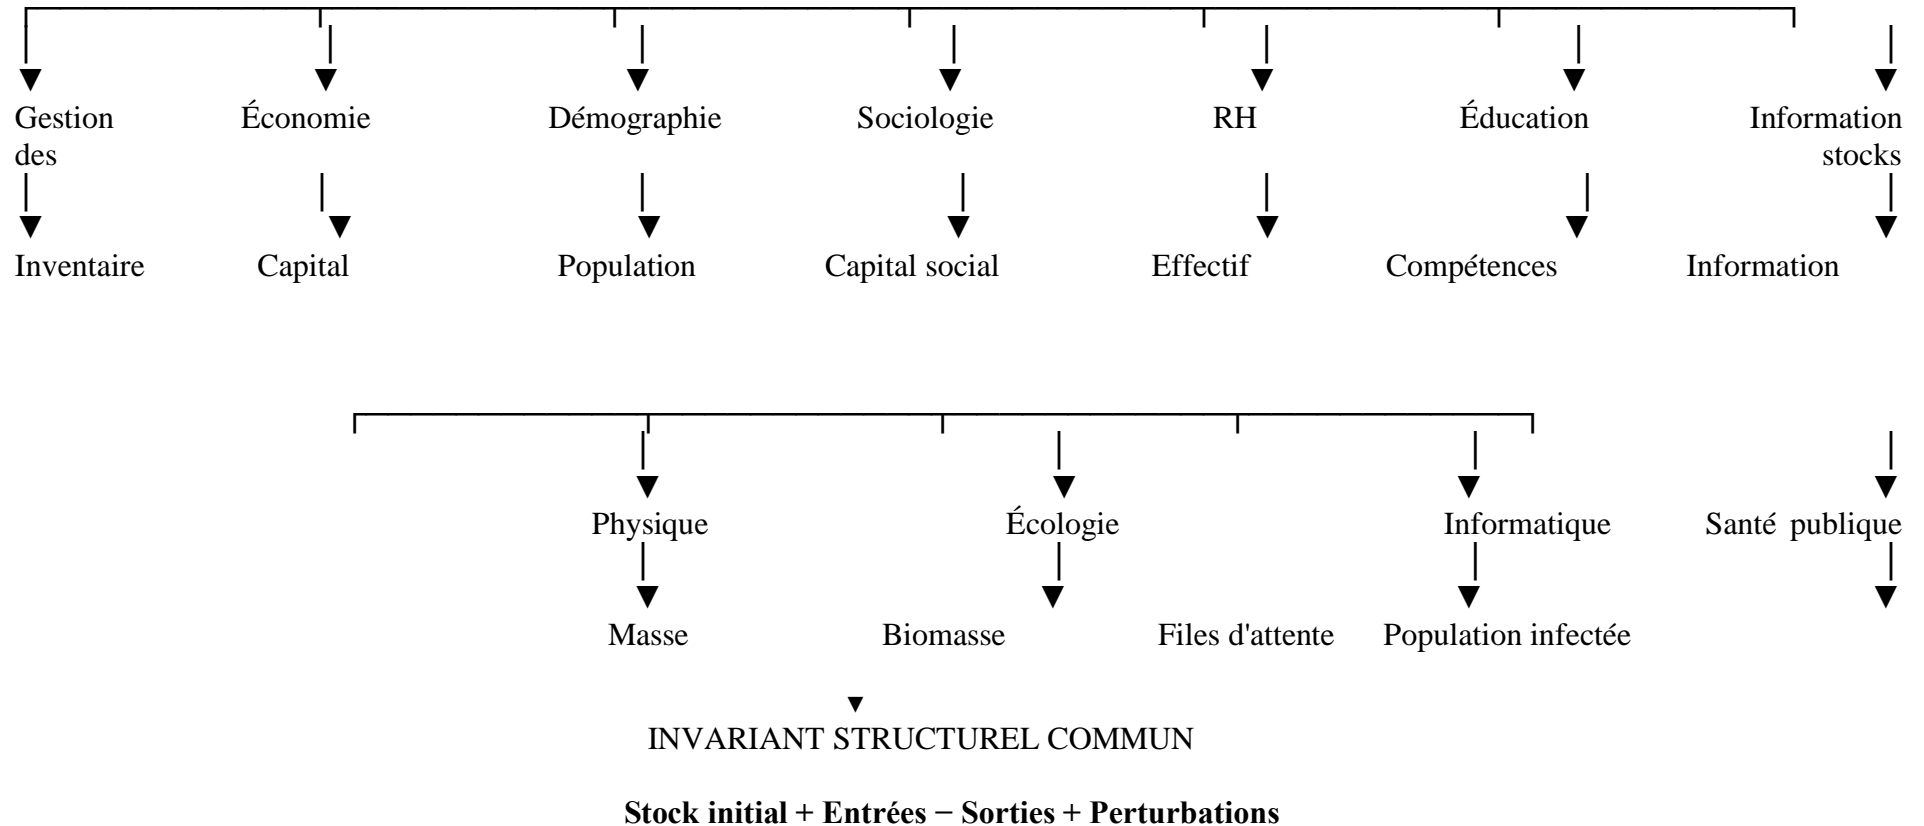 Gestion Économie Démographie Sociologie RH Éducation Information
des stocks
Inventaire Capital Population Capital social Effectif Compétences Information
Physique Écologie Informatique Santé publique
Masse Biomasse Files d'attente Population infectée
INVARIANT STRUCTUREL COMMUN
Stock initial + Entrées − Sorties + Perturbations